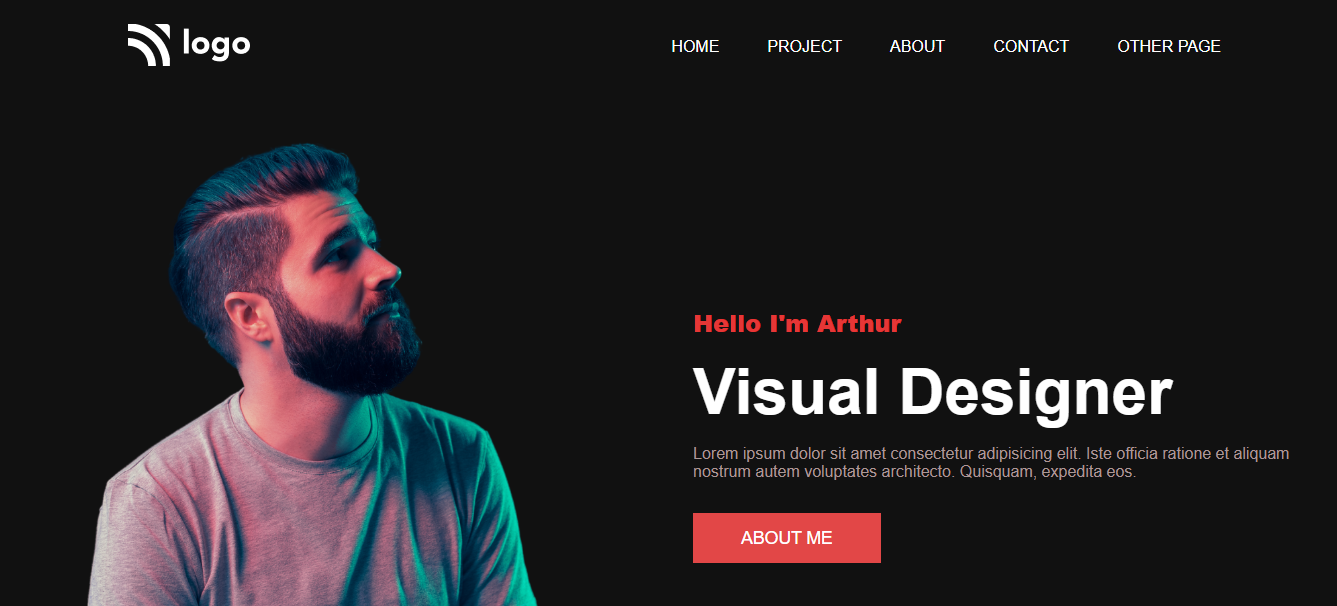 logo
HOME PROJECT ABOUT CONTACT OTHER PAGE
Hello I'm Arthur
Visual Designer
Lorem ipsum dolor sit amet consectetur adipisicing elit. Iste officia ratione et aliquam
nostrum autem voluptates architecto. Quisquam, expedita eos.
ABOUT ME